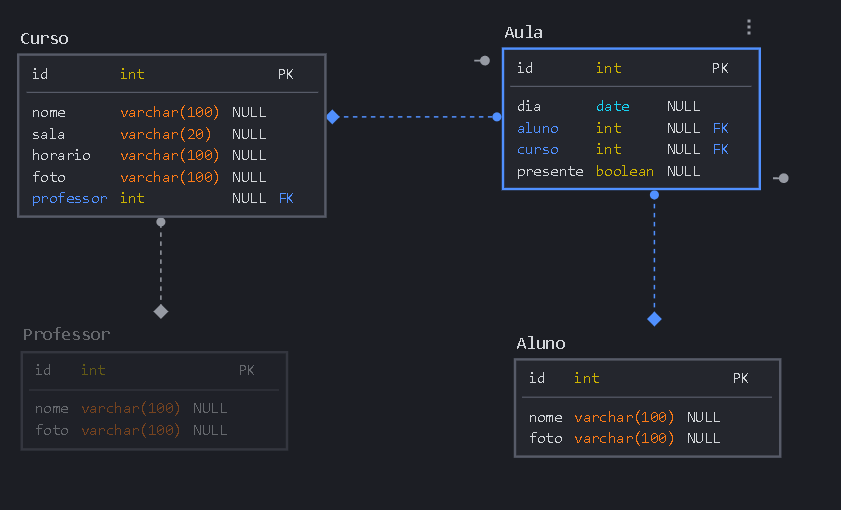 Curso
id int PK
nome varchar(100) NULL
sala varchar(20) NULL
horario varchar(100) NULL
foto varchar(100) NULL
professor int NULL FK
Aula
id int PK
dia date NULL
aluno int NULL FK
curso int NULL FK
presente boolean NULL
Professor
id int PK
nome varchar(100) NULL
foto varchar(100) NULL
Aluno
id int PK
nome varchar(100) NULL
foto varchar(100) NULL